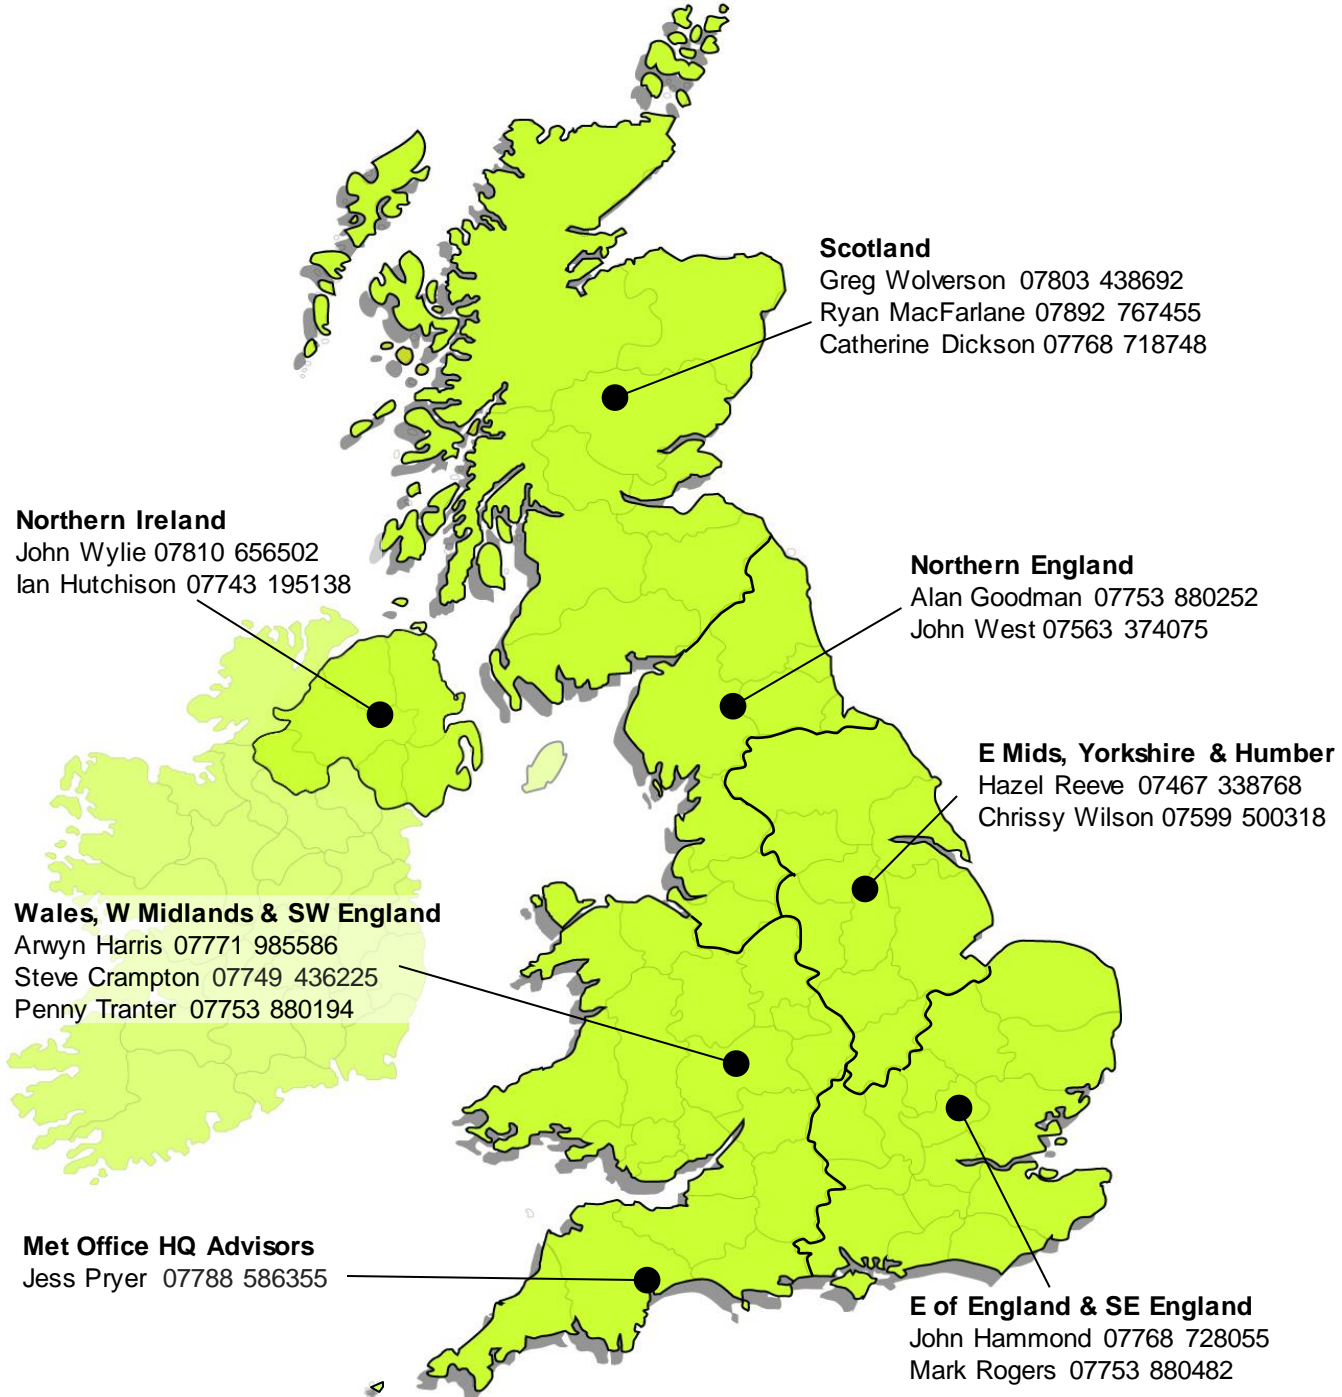 Scotland
Greg Wolverson 07803 438692
Ryan MacFarlane 07892 767455
Catherine Dickson 07768 718748
Northern Ireland
John Wylie 07810 656502
Ian Hutchison 07743 195138
Northern England
Alan Goodman 07753 880252
John West 07563 374075
E Mids, Yorkshire & Humber
Hazel Reeve 07467 338768
Chrissy Wilson 07599 500318
Wales, W Midlands & SW England
Arwyn Harris 07771 985586
Steve Crampton 07749 436225
Penny Tranter 07753 880194
Met Office HQ Advisors
Jess Pryer 07788 586355
E of England & SE England
John Hammond 07768 728055
Mark Rogers 07753 880482